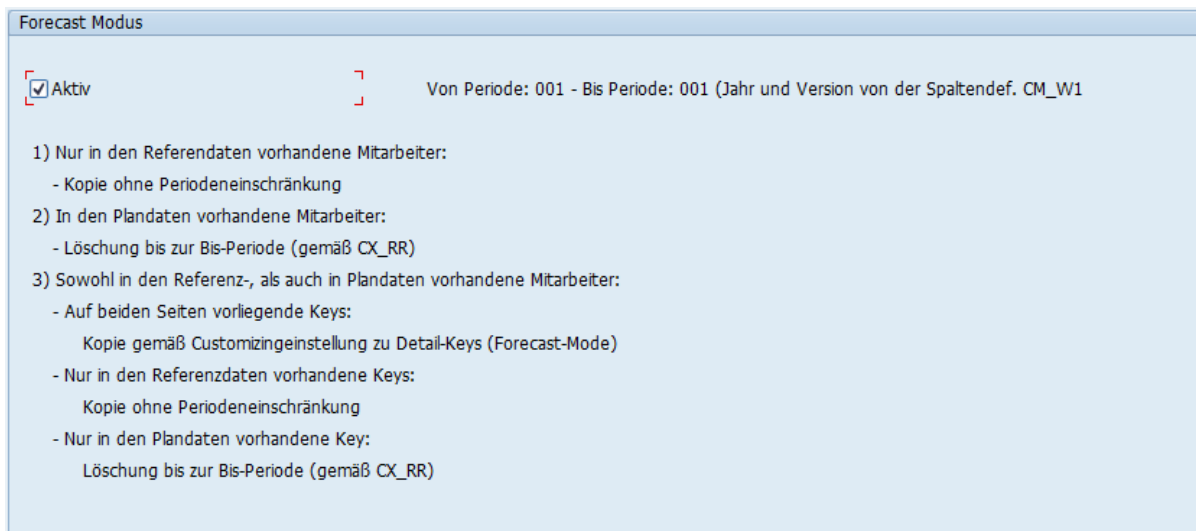 Forecast Modus
Aktiv Von Periode: 001 - Bis Periode: 001 (Jahr und Version von der Spaltendef. CM_W1
1) Nur in den Referendaten vorhandene Mitarbeiter:
- Kopie ohne Periodeneinschränkung
2) In den Plandaten vorhandene Mitarbeiter:
- Löschung bis zur Bis-Periode (gemäß CX_RR)
3) Sowohl in den Referenz-, als auch in Plandaten vorhandene Mitarbeiter:
- Auf beiden Seiten vorliegende Keys:
Kopie gemäß Customizingeinstellung zu Detail-Keys (Forecast-Mode)
- Nur in den Referenzdaten vorhandene Keys:
Kopie ohne Periodeneinschränkung
- Nur in den Plandaten vorhandene Key:
Löschung bis zur Bis-Periode (gemäß CX_RR)